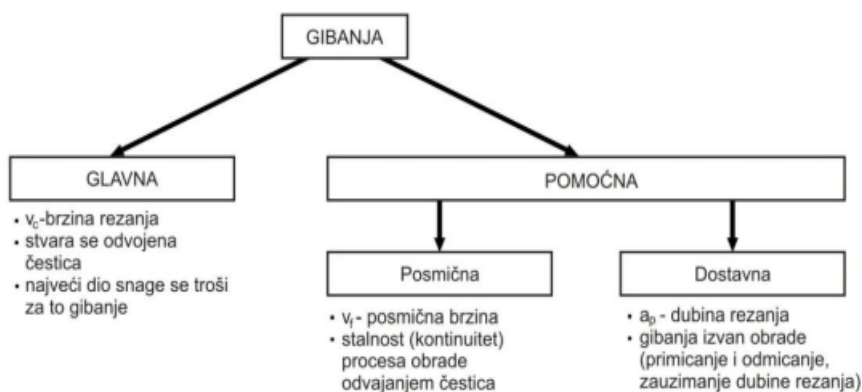 GIBANJA
GLAVNA
• v꜀-brzina rezanja
• stvara se odvojena
čestica
• najveći dio snage se troši
za to gibanje
POMOĆNA
Posmična
• v_f - posmična brzina
• stalnost (kontinuitet)
procesa obrade
odvajanjem čestica
Dostavna
• aₚ - dubina rezanja
• gibanja izvan obrade
(primicanje i odmicanje,
zauzimanje dubine rezanja)